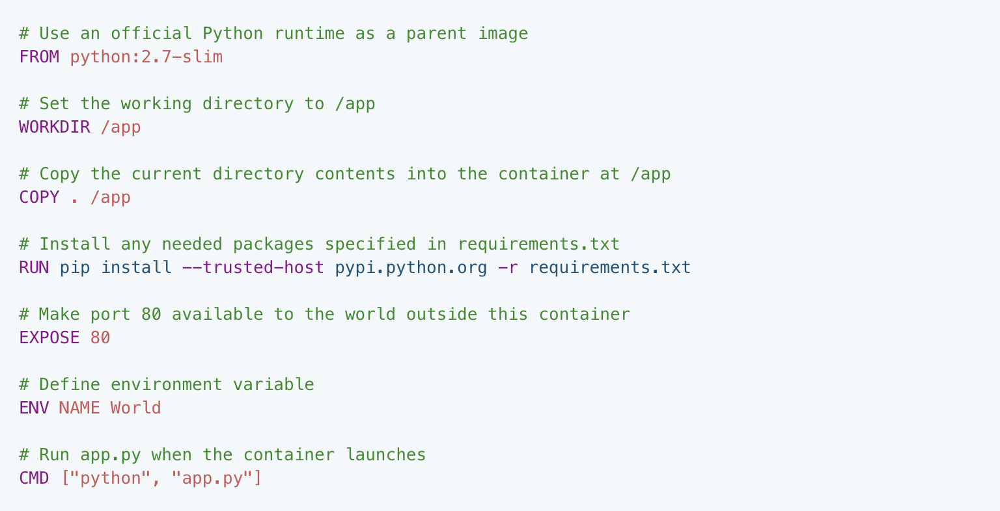 # Use an official Python runtime as a parent image
FROM python:2.7-slim
# Set the working directory to /app
WORKDIR /app
# Copy the current directory contents into the container at /app
COPY . /app
# Install any needed packages specified in requirements.txt
RUN pip install --trusted-host pypi.python.org -r requirements.txt
# Make port 80 available to the world outside this container
EXPOSE 80
# Define environment variable
ENV NAME World
# Run app.py when the container launches
CMD ["python", "app.py"]